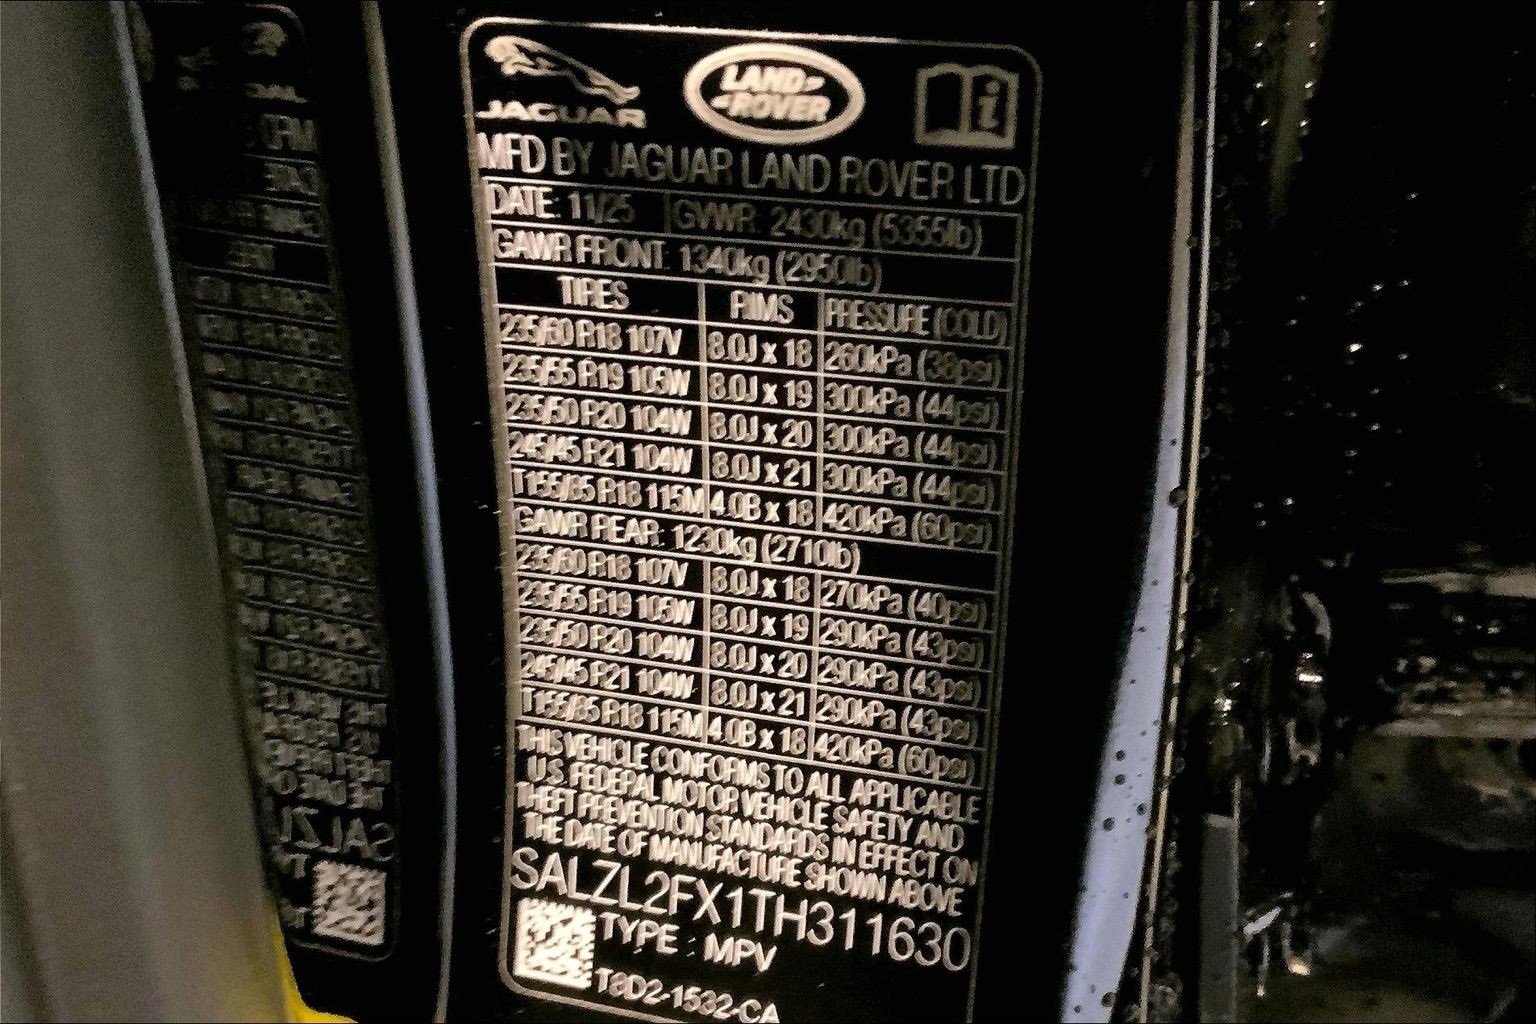 JAGUAR
LAND ROVER
MFD BY JAGUAR LAND ROVER LTD
DATE: 11/25 GVWR: 2430kg (5355lb)
GAWR FRONT: 1340kg (2950lb)
TIRES RIMS PRESSURE (COLD)
235/60 R18 107V 8.0J x 18 260kPa (38psi)
235/55 R19 105W 8.0J x 19 300kPa (44psi)
235/50 R20 104W 8.0J x 20 300kPa (44psi)
245/45 R21 104W 8.0J x 21 300kPa (44psi)
T155/85 R18 115M 4.0B x 18 420kPa (60psi)
GAWR REAR: 1230kg (2710lb)
235/60 R18 107V 8.0J x 18 270kPa (40psi)
235/55 R19 105W 8.0J x 19 290kPa (43psi)
235/50 R20 104W 8.0J x 20 290kPa (43psi)
245/45 R21 104W 8.0J x 21 290kPa (43psi)
T155/85 R18 115M 4.0B x 18 420kPa (60psi)
THIS VEHICLE CONFORMS TO ALL APPLICABLE
U.S. FEDERAL MOTOR VEHICLE SAFETY AND
THEFT PREVENTION STANDARDS IN EFFECT ON
THE DATE OF MANUFACTURE SHOWN ABOVE
SALZL2FX1TH311630
TYPE : MPV
T8D2-1532-CA